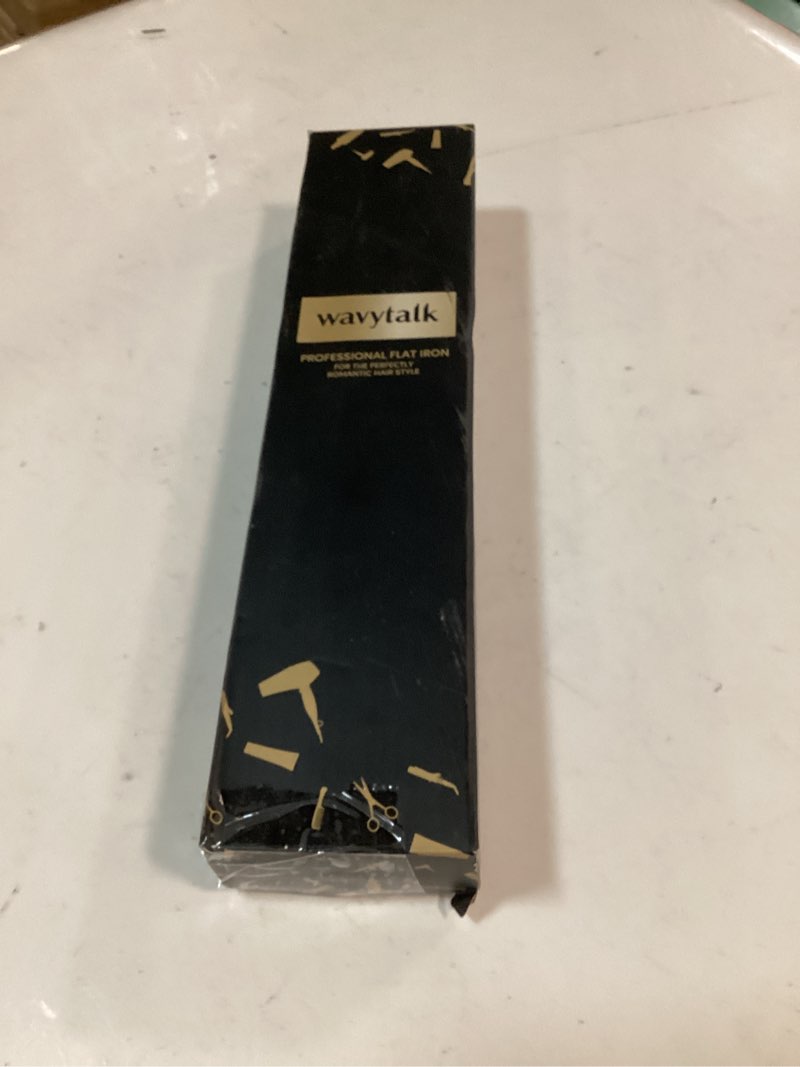 wavytalk
PROFESSIONAL FLAT IRON
FOR THE PERFECTLY
ROMANTIC HAIR STYLE